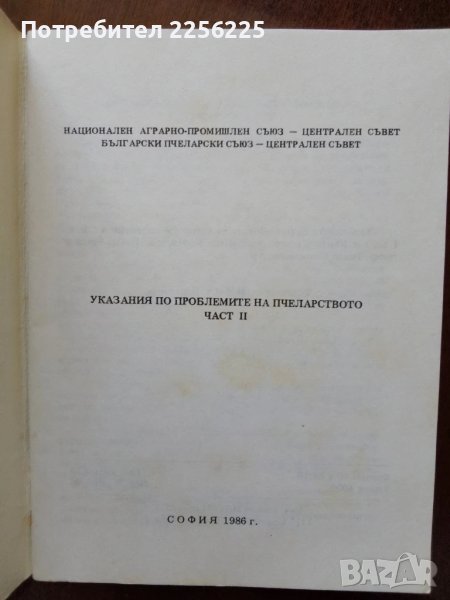 Потребител 2256225
НАЦИОНАЛЕН АГРАРНО-ПРОМИШЛЕН СЪЮЗ — ЦЕНТРАЛЕН СЪВЕТ
БЪЛГАРСКИ ПЧЕЛАРСКИ СЪЮЗ — ЦЕНТРАЛЕН СЪВЕТ
УКАЗАНИЯ ПО ПРОБЛЕМИТЕ НА ПЧЕЛАРСТВОТО
ЧАСТ II
СОФИЯ 1986 г.
BAZAR